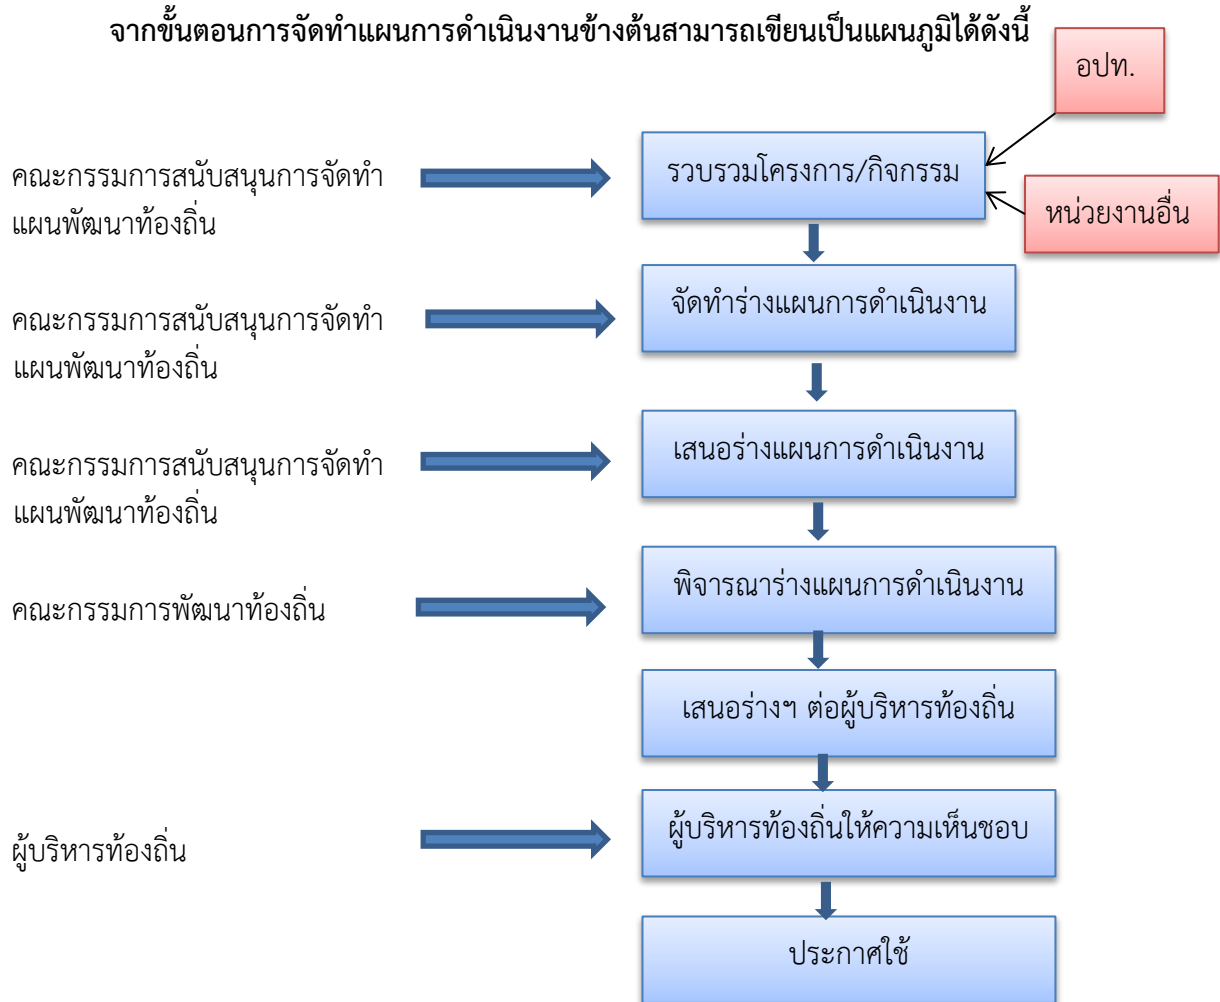 จากขั้นตอนการจัดทำแผนการดำเนินงานข้างต้นสามารถเขียนเป็นแผนภูมิได้ดังนี้
อปท.
คณะกรรมการสนับสนุนการจัดทำ
แผนพัฒนาท้องถิ่น
รวบรวมโครงการ/กิจกรรม
หน่วยงานอื่น
คณะกรรมการสนับสนุนการจัดทำ
แผนพัฒนาท้องถิ่น
จัดทำร่างแผนการดำเนินงาน
คณะกรรมการสนับสนุนการจัดทำ
แผนพัฒนาท้องถิ่น
เสนอร่างแผนการดำเนินงาน
คณะกรรมการพัฒนาท้องถิ่น
พิจารณาร่างแผนการดำเนินงาน
เสนอร่างฯ ต่อผู้บริหารท้องถิ่น
ผู้บริหารท้องถิ่น
ผู้บริหารท้องถิ่นให้ความเห็นชอบ
ประกาศใช้